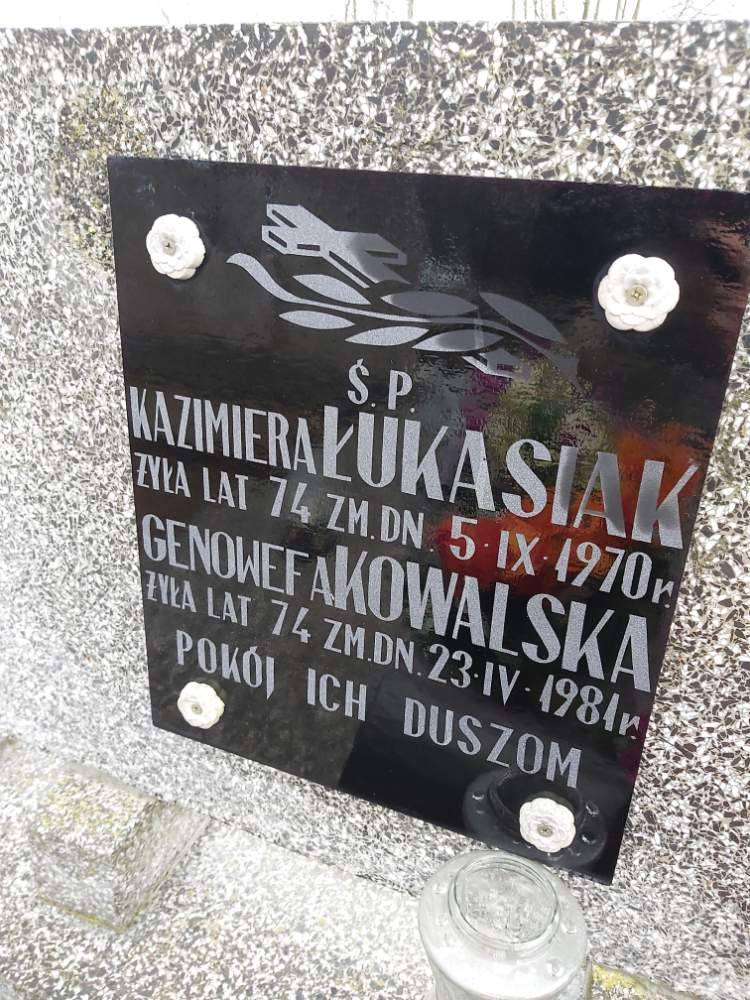 Ś.P.
KAZIMIERA ŁUKASIAK
ŻYŁA LAT 74 ZM.DN. 5·IX·1970r.
GENOWEFA KOWALSKA
ŻYŁA LAT 74 ZM.DN. 23·IV·1981r.
POKÓJ ICH DUSZOM